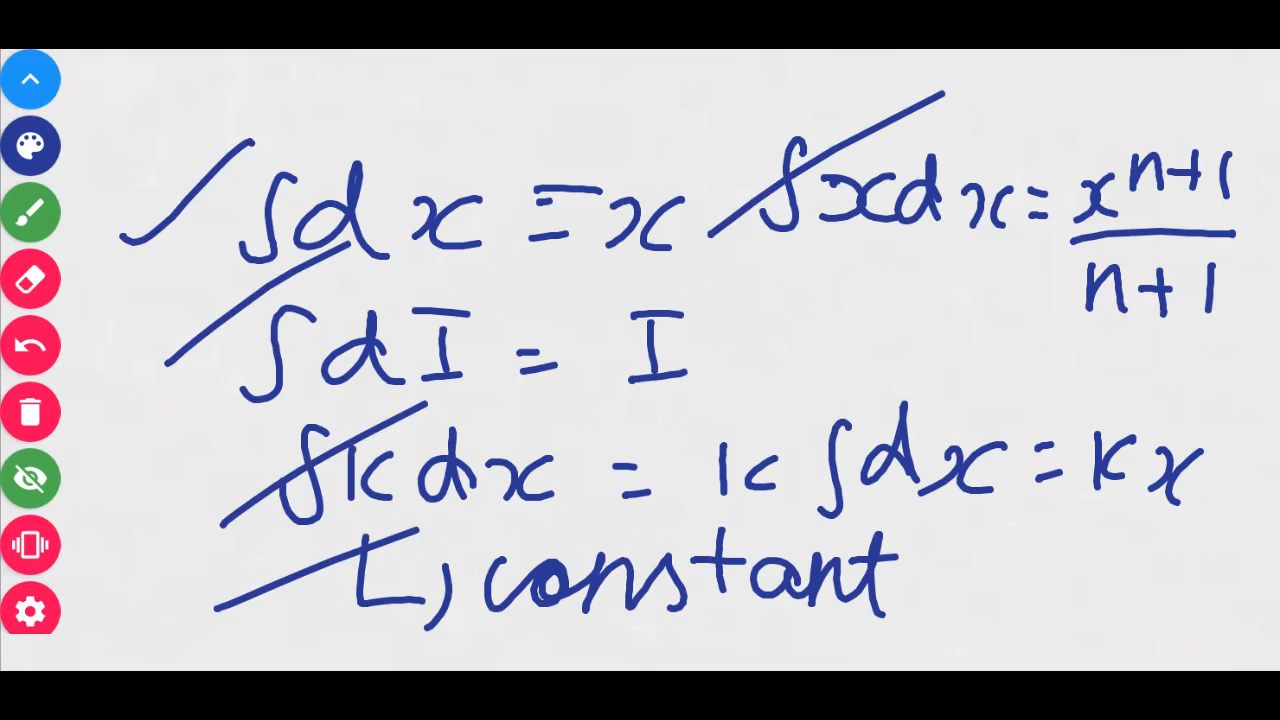 ∫dx = x ∫xdx = x^(n+1)/(n+1)
∫dI = I
∫kdx = k∫dx = kx
L, constant